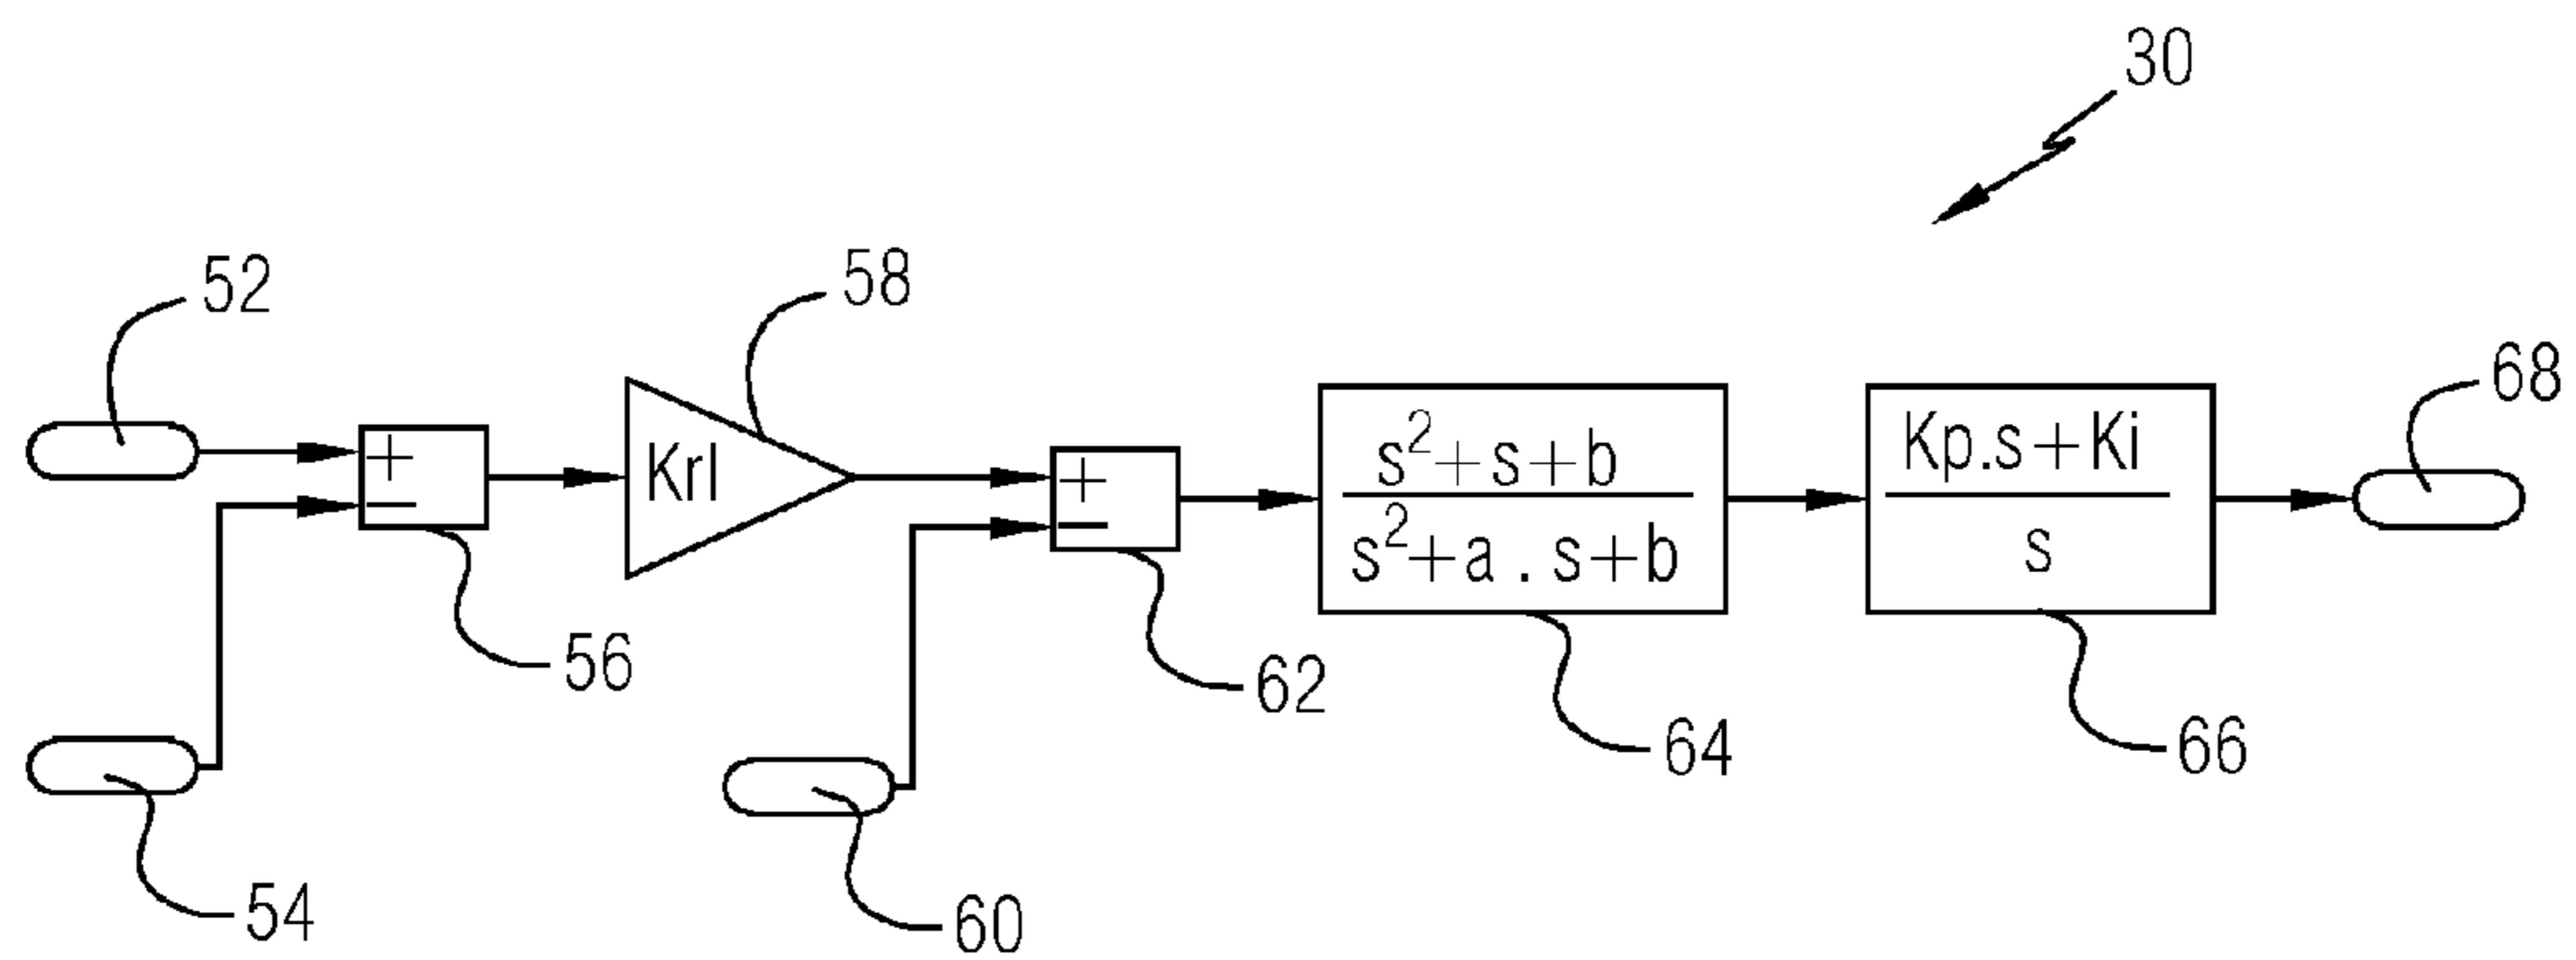 30
52
58
68
+
−
Krl
+
−
s²+s+b
s²+a . s+b
Kp.s+Ki
s
56
62
64
66
54
60